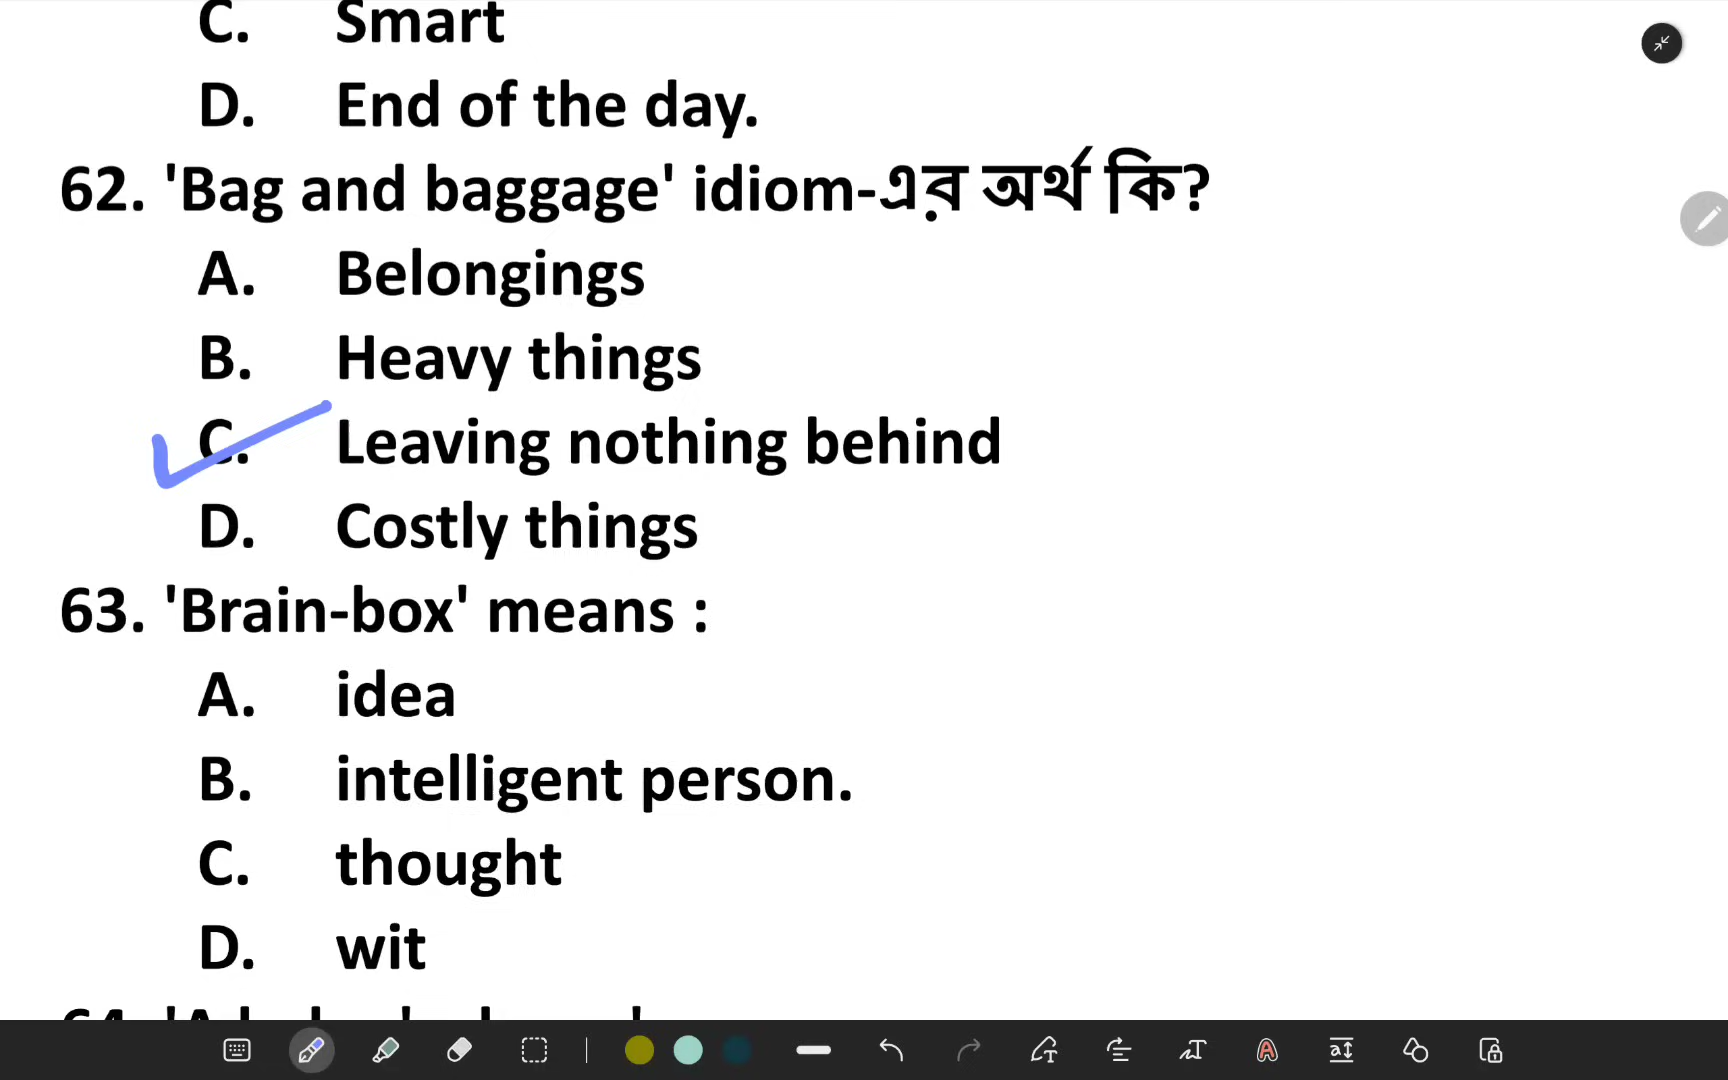 C. Smart
D. End of the day.
62. 'Bag and baggage' idiom-এর অর্থ কি?
A. Belongings
B. Heavy things
C. Leaving nothing behind
D. Costly things
63. 'Brain-box' means :
A. idea
B. intelligent person.
C. thought
D. wit